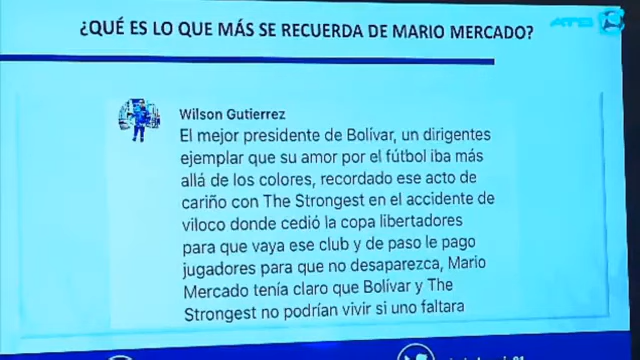 ¿QUÉ ES LO QUE MÁS SE RECUERDA DE MARIO MERCADO?
ATB
Wilson Gutierrez
El mejor presidente de Bolívar, un dirigentes
ejemplar que su amor por el fútbol iba más
allá de los colores, recordado ese acto de
cariño con The Strongest en el accidente de
viloco donde cedió la copa libertadores
para que vaya ese club y de paso le pago
jugadores para que no desaparezca, Mario
Mercado tenía claro que Bolívar y The
Strongest no podrían vivir si uno faltara